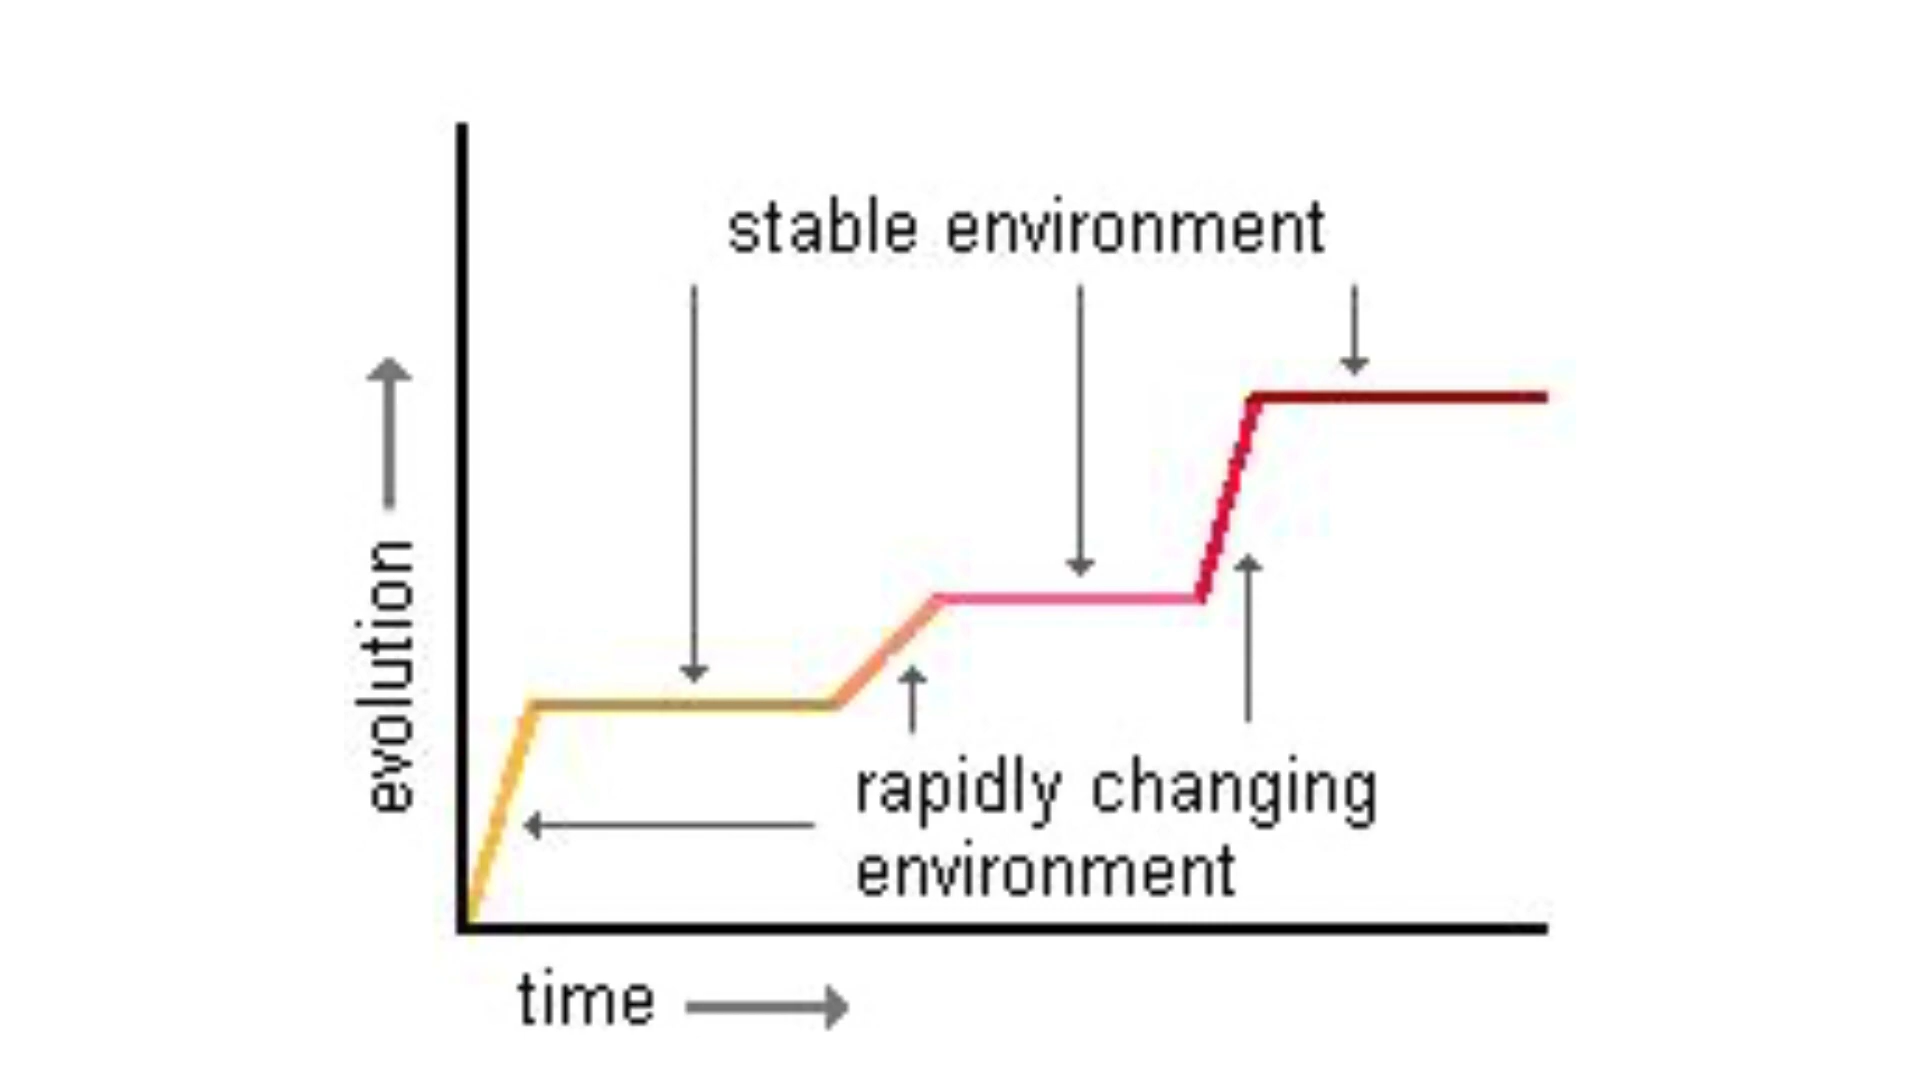 stable environment
evolution
rapidly changing
environment
time